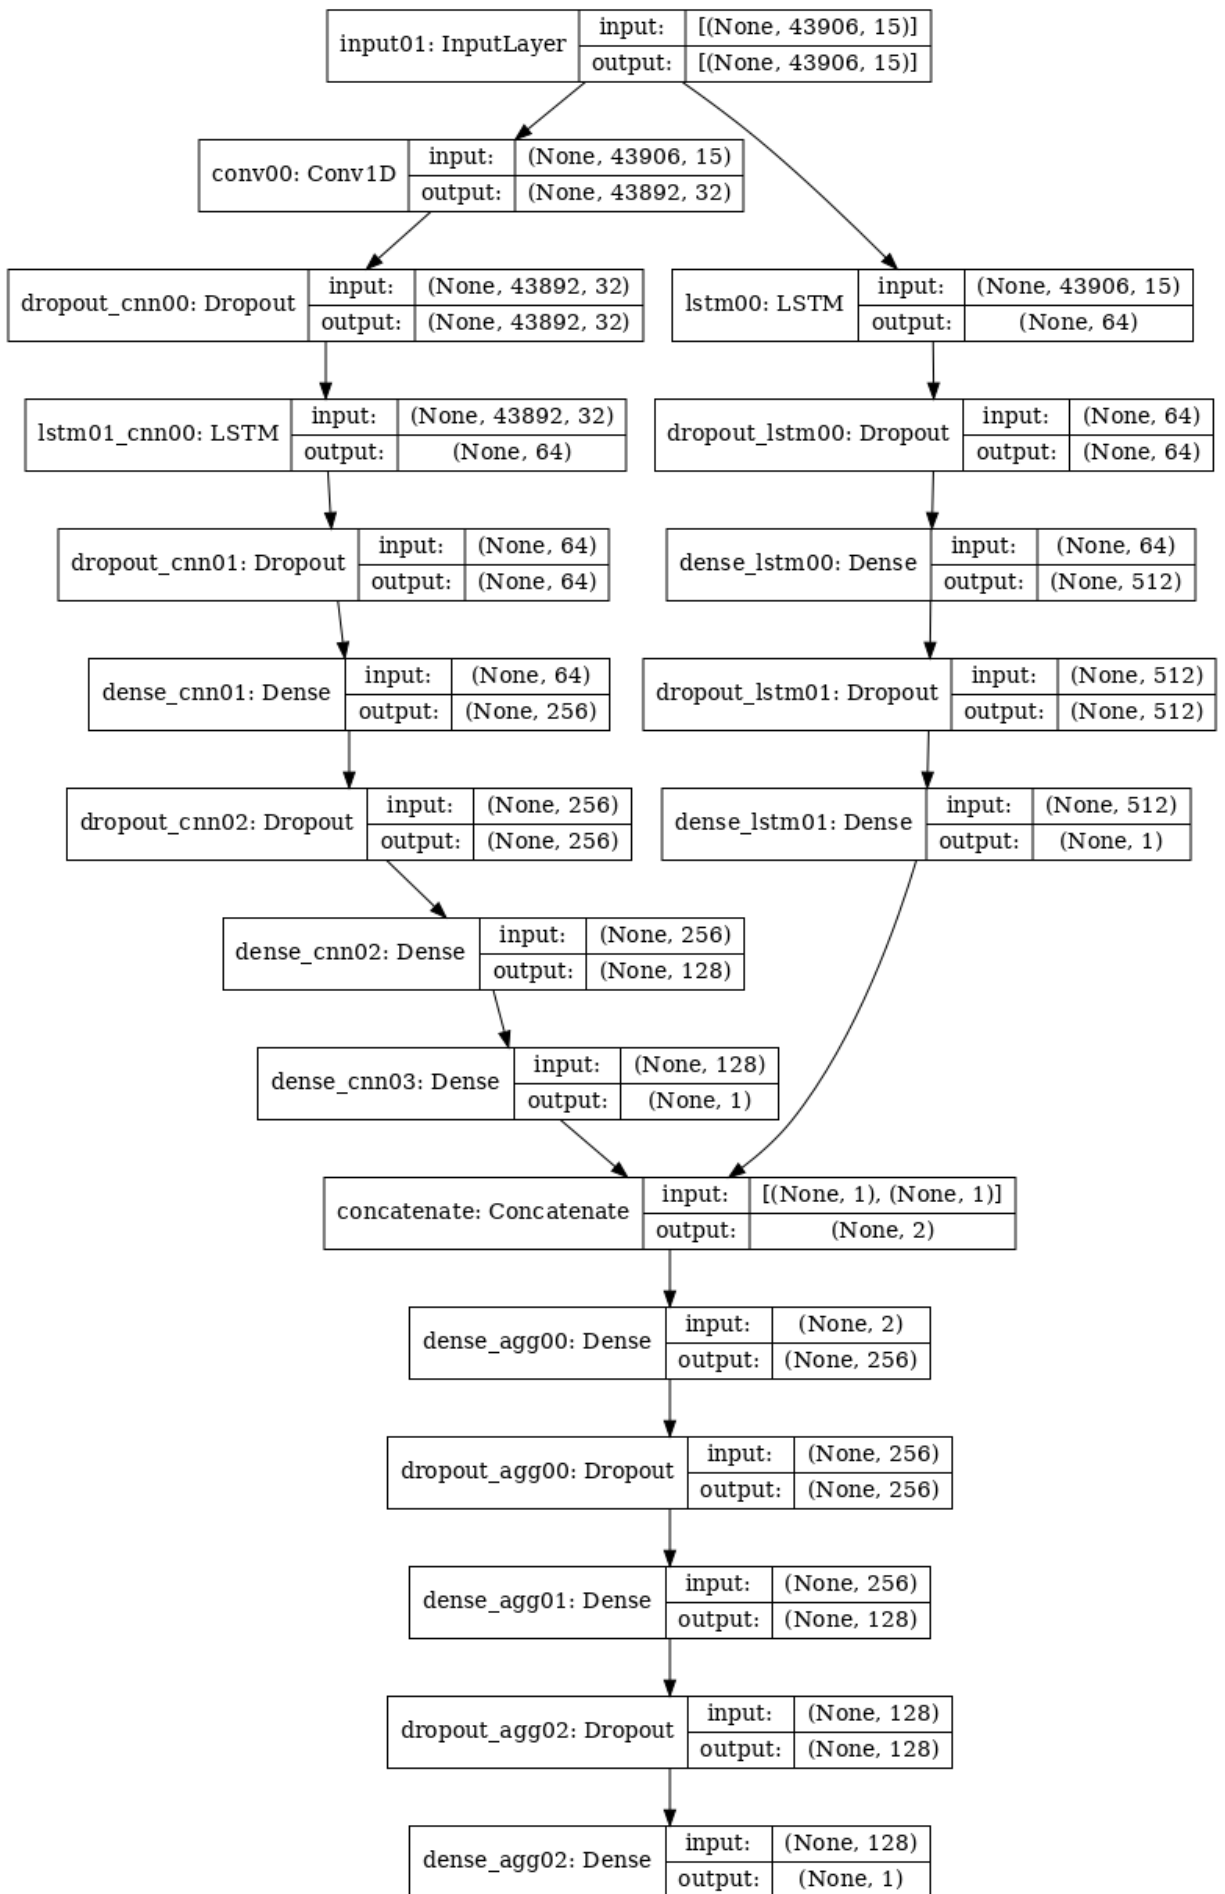 input01: InputLayer
input: [(None, 43906, 15)]
output: [(None, 43906, 15)]
conv00: Conv1D
input: (None, 43906, 15)
output: (None, 43892, 32)
dropout_cnn00: Dropout
input: (None, 43892, 32)
output: (None, 43892, 32)
lstm00: LSTM
input: (None, 43906, 15)
output: (None, 64)
lstm01_cnn00: LSTM
input: (None, 43892, 32)
output: (None, 64)
dropout_lstm00: Dropout
input: (None, 64)
output: (None, 64)
dropout_cnn01: Dropout
input: (None, 64)
output: (None, 64)
dense_lstm00: Dense
input: (None, 64)
output: (None, 512)
dense_cnn01: Dense
input: (None, 64)
output: (None, 256)
dropout_lstm01: Dropout
input: (None, 512)
output: (None, 512)
dropout_cnn02: Dropout
input: (None, 256)
output: (None, 256)
dense_lstm01: Dense
input: (None, 512)
output: (None, 1)
dense_cnn02: Dense
input: (None, 256)
output: (None, 128)
dense_cnn03: Dense
input: (None, 128)
output: (None, 1)
concatenate: Concatenate
input: [(None, 1), (None, 1)]
output: (None, 2)
dense_agg00: Dense
input: (None, 2)
output: (None, 256)
dropout_agg00: Dropout
input: (None, 256)
output: (None, 256)
dense_agg01: Dense
input: (None, 256)
output: (None, 128)
dropout_agg02: Dropout
input: (None, 128)
output: (None, 128)
dense_agg02: Dense
input: (None, 128)
output: (None, 1)